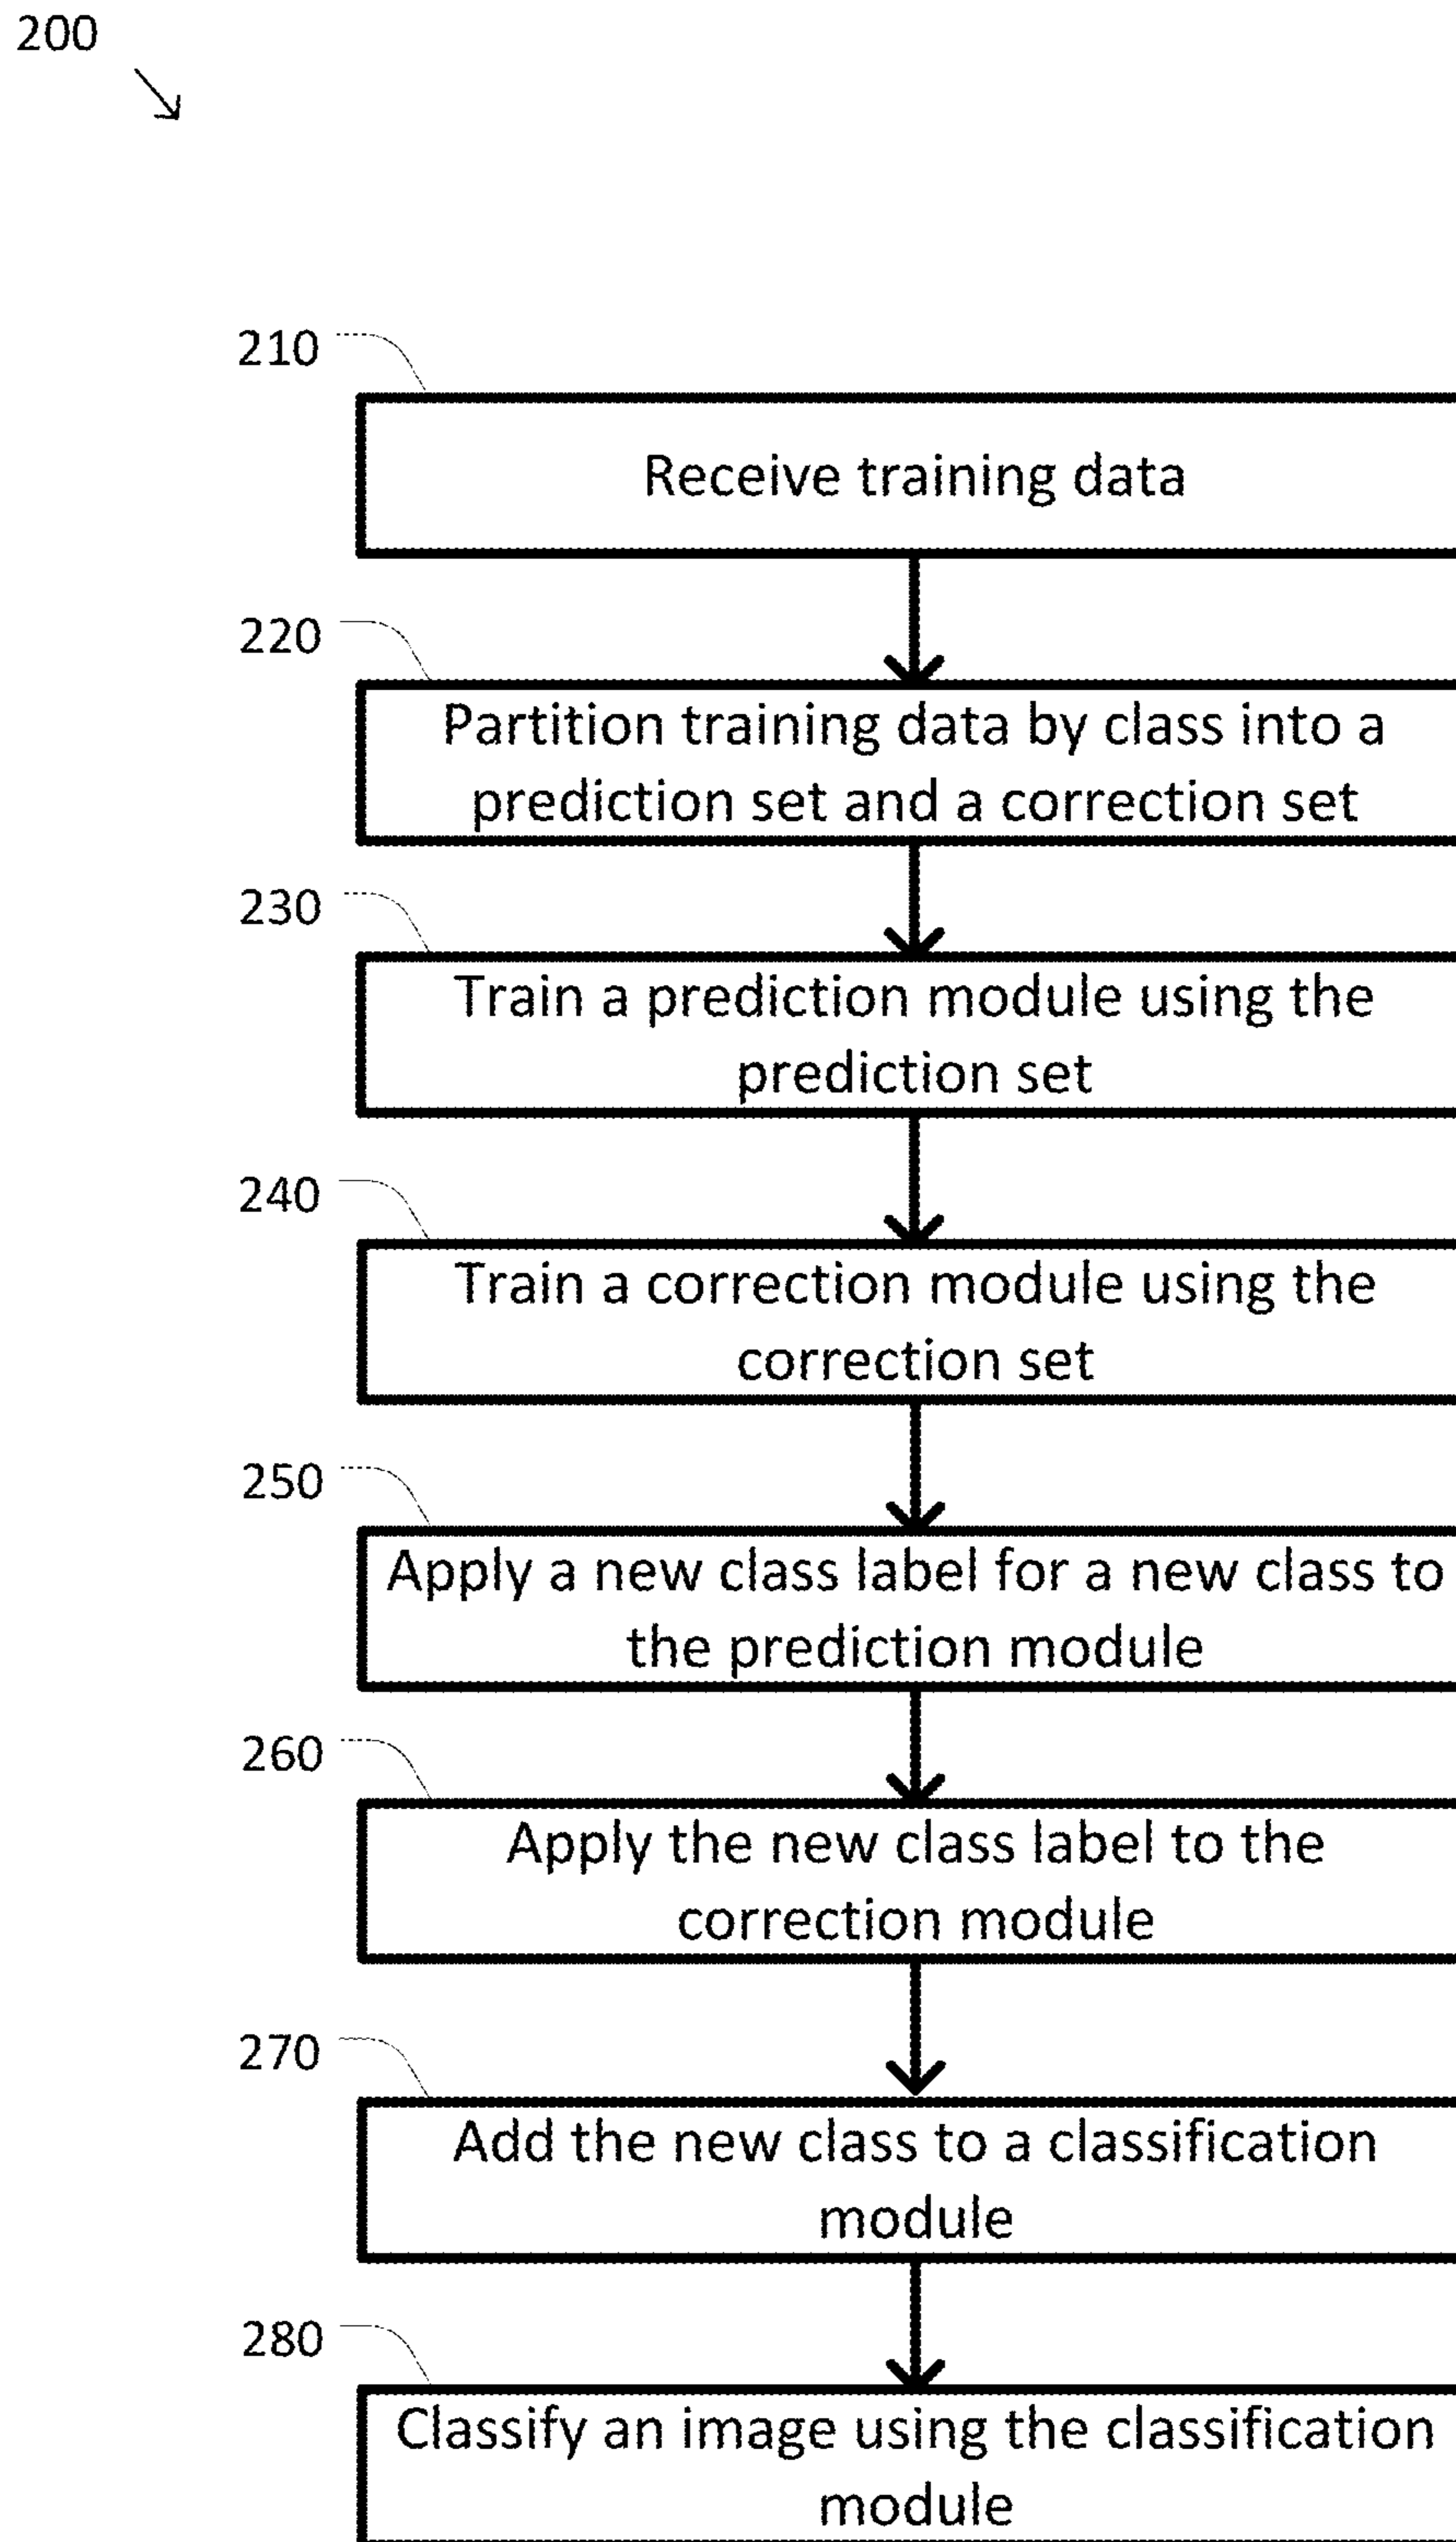 200
210
Receive training data
220
Partition training data by class into a
prediction set and a correction set
230
Train a prediction module using the
prediction set
240
Train a correction module using the
correction set
250
Apply a new class label for a new class to
the prediction module
260
Apply the new class label to the
correction module
270
Add the new class to a classification
module
280
Classify an image using the classification
module